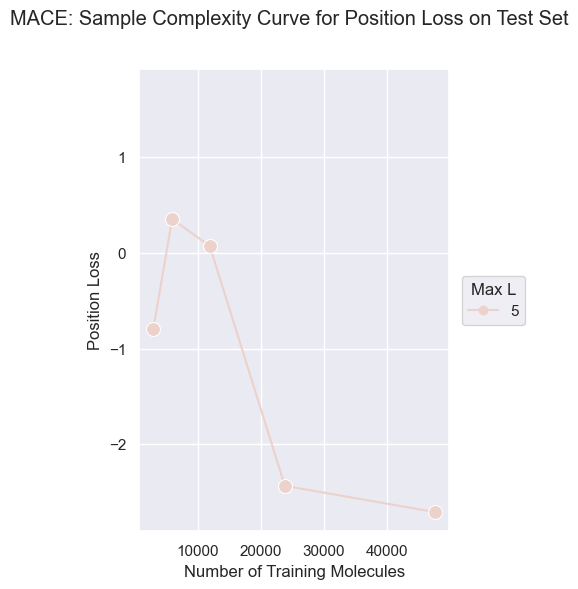 MACE: Sample Complexity Curve for Position Loss on Test Set
1
0
−1
−2
Position Loss
10000 20000 30000 40000
Number of Training Molecules
Max L
5